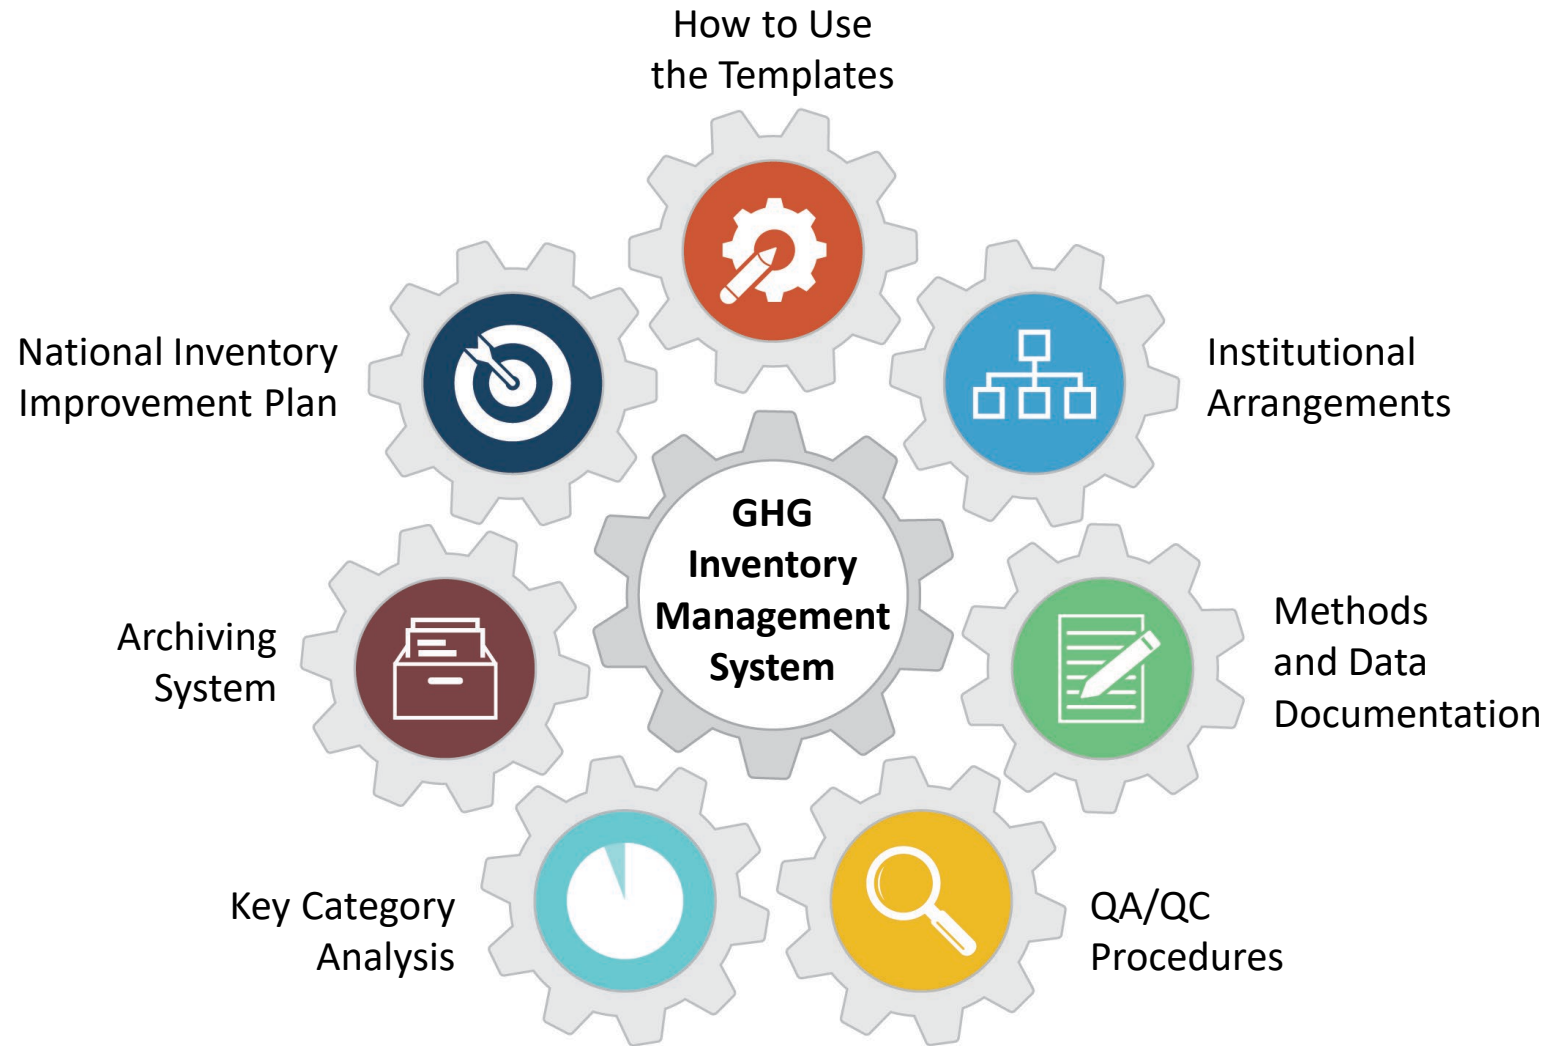 How to Use
the Templates
National Inventory
Improvement Plan
Institutional
Arrangements
GHG
Inventory
Management
System
Archiving
System
Methods
and Data
Documentation
Key Category
Analysis
QA/QC
Procedures